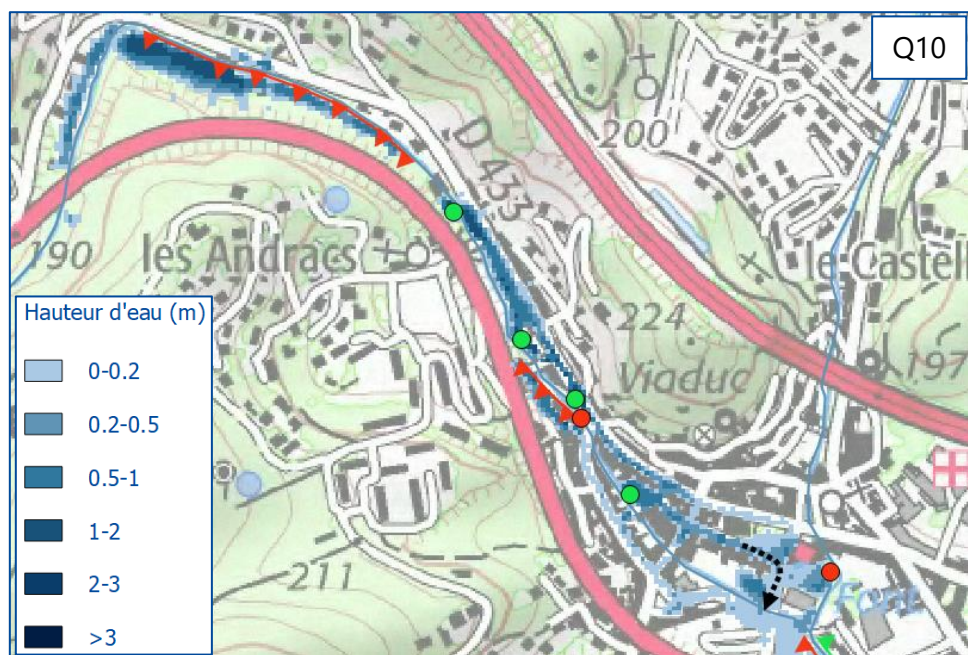 Q10
200
D 433
190
les Andracs
le Castell
224
197
Viaduc
Hauteur d'eau (m)
0-0.2
0.2-0.5
0.5-1
1-2
2-3
>3
211
Font